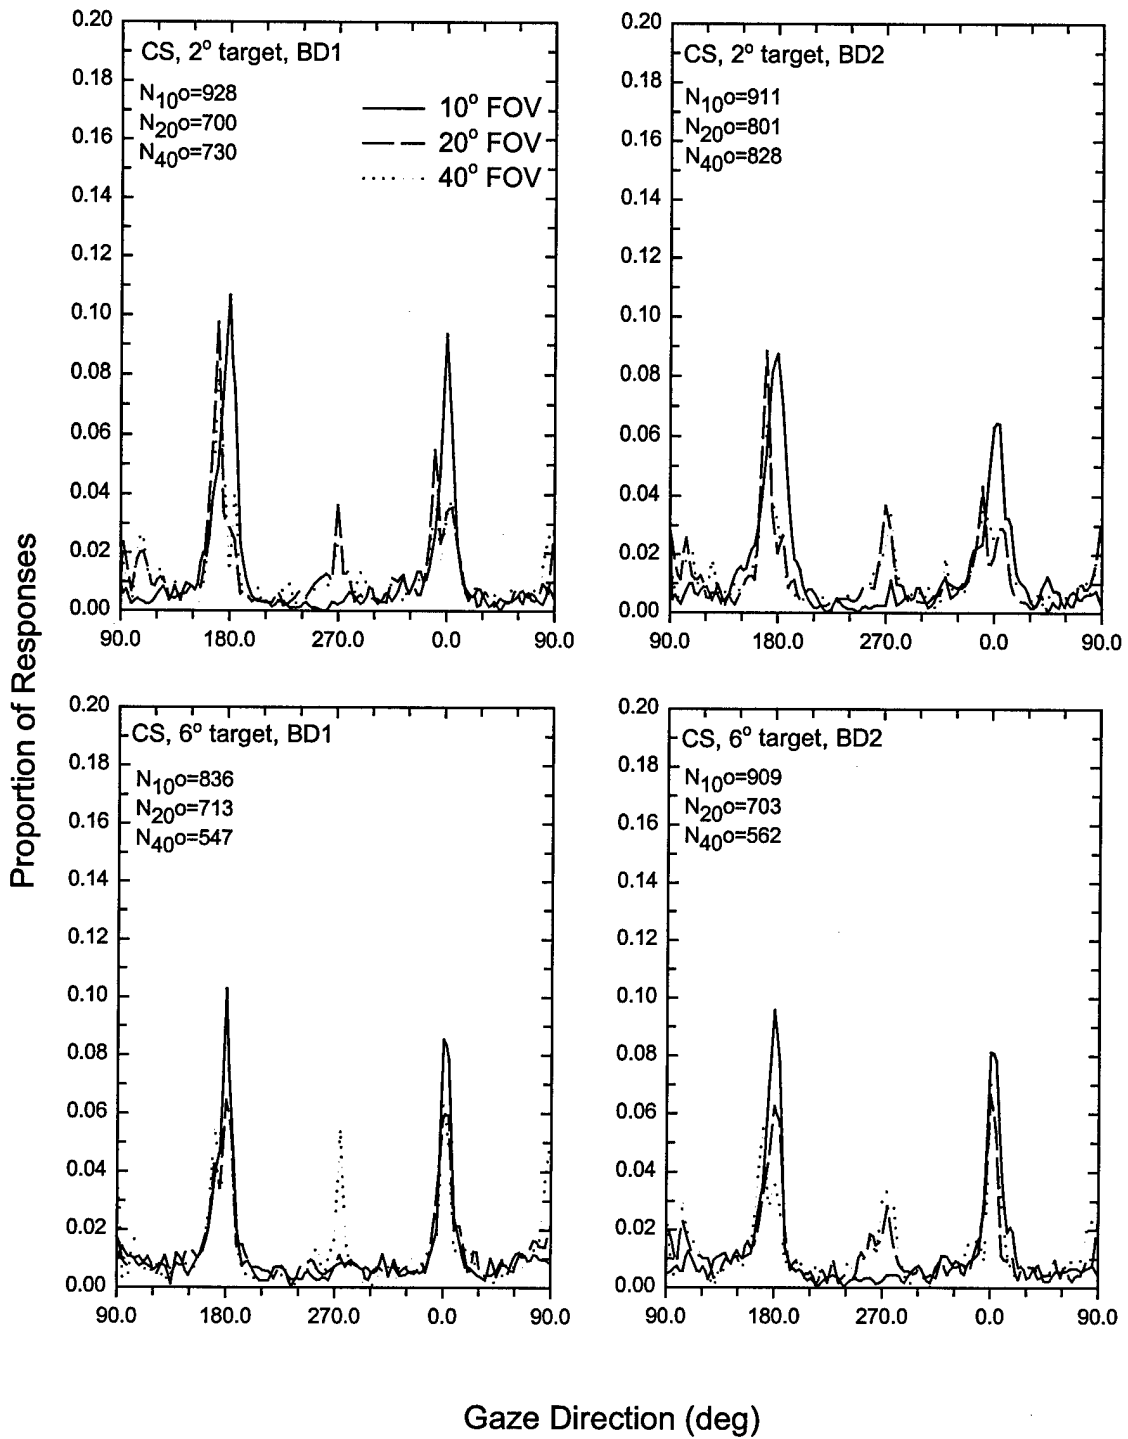 CS, 2° target, BD1
N10°=928
N20°=700
N40°=730
10° FOV
20° FOV
40° FOV
0.20
0.18
0.16
0.14
0.12
0.10
0.08
0.06
0.04
0.02
0.00
90.0 180.0 270.0 0.0 90.0
CS, 2° target, BD2
N10°=911
N20°=801
N40°=828
0.20
0.18
0.16
0.14
0.12
0.10
0.08
0.06
0.04
0.02
0.00
90.0 180.0 270.0 0.0 90.0
Proportion of Responses
CS, 6° target, BD1
N10°=836
N20°=713
N40°=547
0.20
0.18
0.16
0.14
0.12
0.10
0.08
0.06
0.04
0.02
0.00
90.0 180.0 270.0 0.0 90.0
CS, 6° target, BD2
N10°=909
N20°=703
N40°=562
0.20
0.18
0.16
0.14
0.12
0.10
0.08
0.06
0.04
0.02
0.00
90.0 180.0 270.0 0.0 90.0
Gaze Direction (deg)